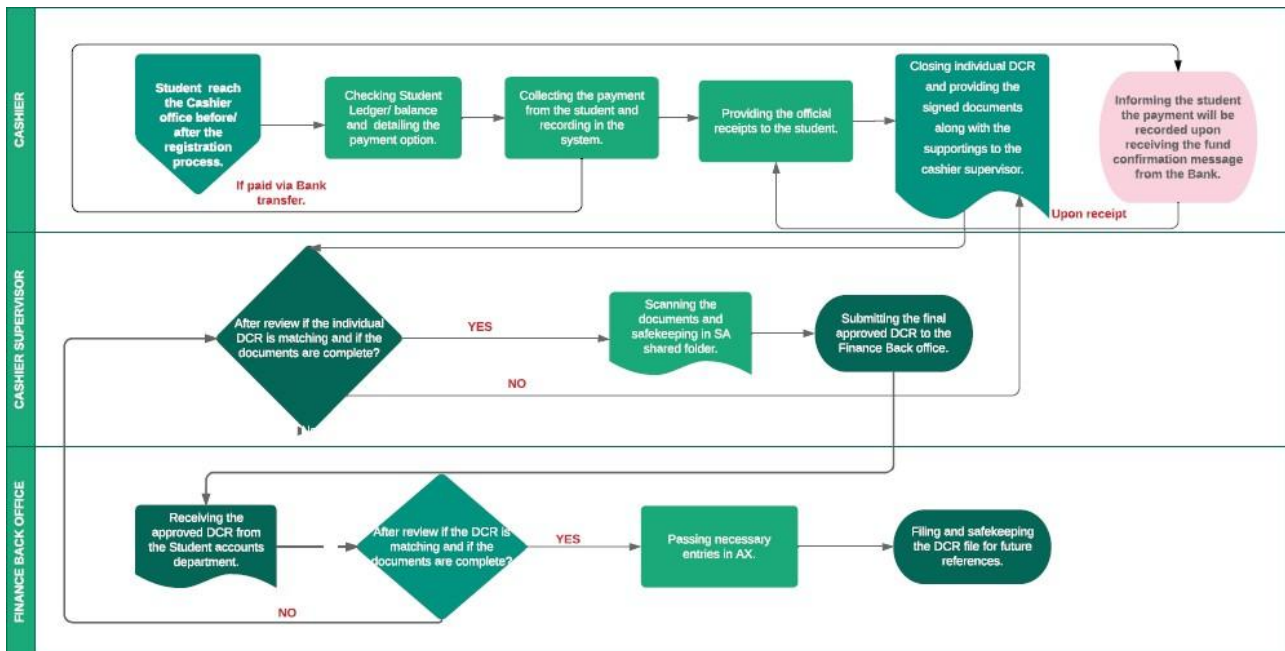 CASHIER
Student reach
the Cashier
office before/
after the
registration
process.
Checking Student
Ledger/ balance
and detailing the
payment option.
Collecting the payment
from the student and
recording in the
system.
Providing the official
receipts to the student.
Closing individual DCR
and providing the
signed documents
along with the
supportings to the
cashier supervisor.
Informing the student
the payment will be
recorded upon
receiving the fund
confirmation message
from the Bank.
If paid via Bank
transfer.
Upon receipt
CASHIER SUPERVISOR
After review if the individual
DCR is matching and if the
documents are complete?
YES
NO
Scanning the
documents and
safekeeping in SA
shared folder.
Submitting the final
approved DCR to the
Finance Back office.
FINANCE BACK OFFICE
Receiving the
approved DCR from
the Student accounts
department.
After review if the DCR is
matching and if the
documents are complete?
YES
NO
Passing necessary
entries in AX.
Filing and safekeeping
the DCR file for future
references.